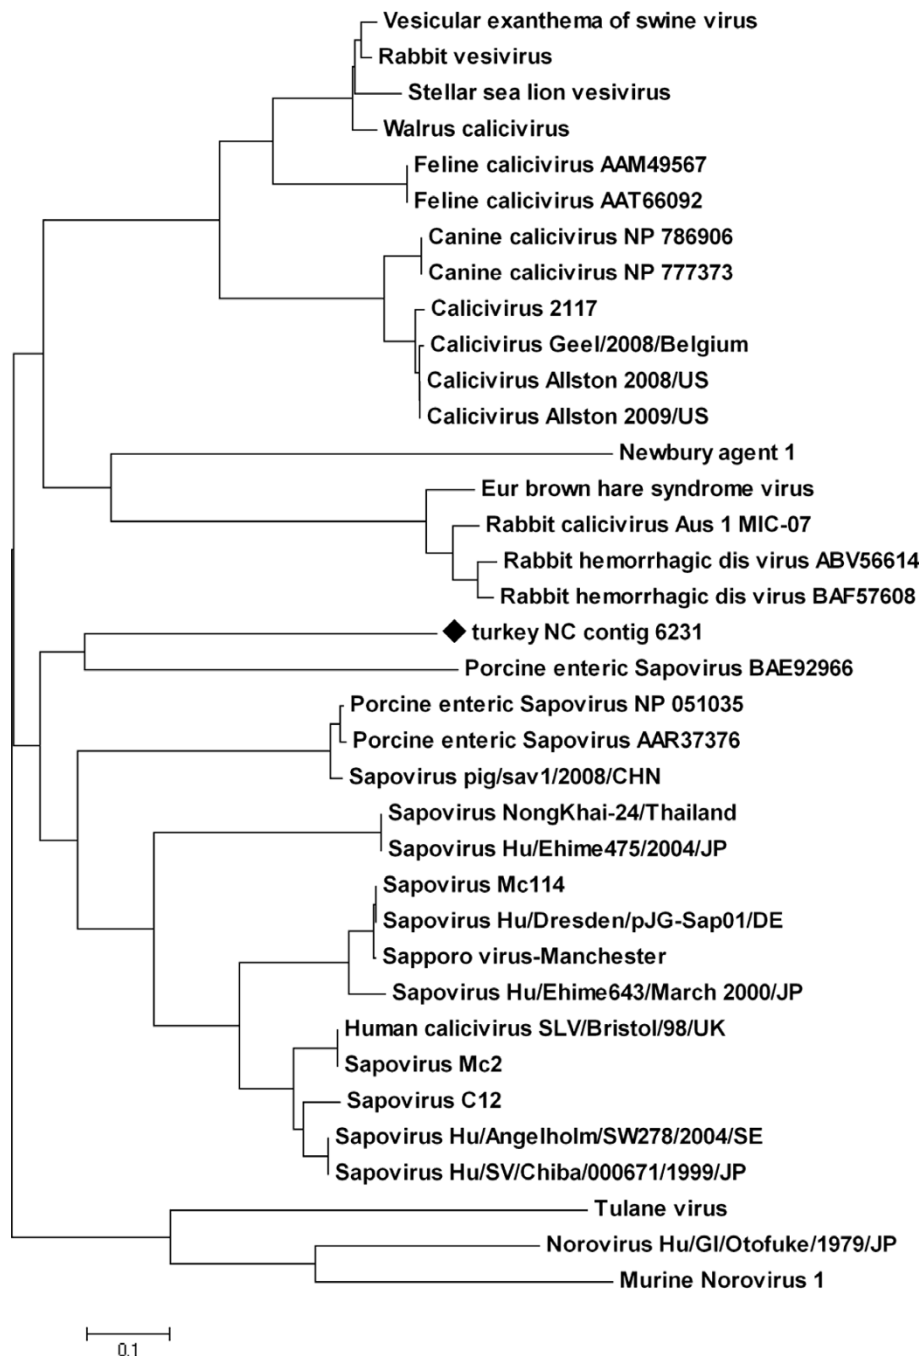 Vesicular exanthema of swine virus
Rabbit vesivirus
Stellar sea lion vesivirus
Walrus calicivirus
Feline calicivirus AAM49567
Feline calicivirus AAT66092
Canine calicivirus NP 786906
Canine calicivirus NP 777373
Calicivirus 2117
Calicivirus Geel/2008/Belgium
Calicivirus Allston 2008/US
Calicivirus Allston 2009/US
Newbury agent 1
Eur brown hare syndrome virus
Rabbit calicivirus Aus 1 MIC-07
Rabbit hemorrhagic dis virus ABV56614
Rabbit hemorrhagic dis virus BAF57608
turkey NC contig 6231
Porcine enteric Sapovirus BAE92966
Porcine enteric Sapovirus NP 051035
Porcine enteric Sapovirus AAR37376
Sapovirus pig/sav1/2008/CHN
Sapovirus NongKhai-24/Thailand
Sapovirus Hu/Ehime475/2004/JP
Sapovirus Mc114
Sapovirus Hu/Dresden/pJG-Sap01/DE
Sapporo virus-Manchester
Sapovirus Hu/Ehime643/March 2000/JP
Human calicivirus SLV/Bristol/98/UK
Sapovirus Mc2
Sapovirus C12
Sapovirus Hu/Angelholm/SW278/2004/SE
Sapovirus Hu/SV/Chiba/000671/1999/JP
Tulane virus
Norovirus Hu/GI/Otofuke/1979/JP
Murine Norovirus 1
0.1